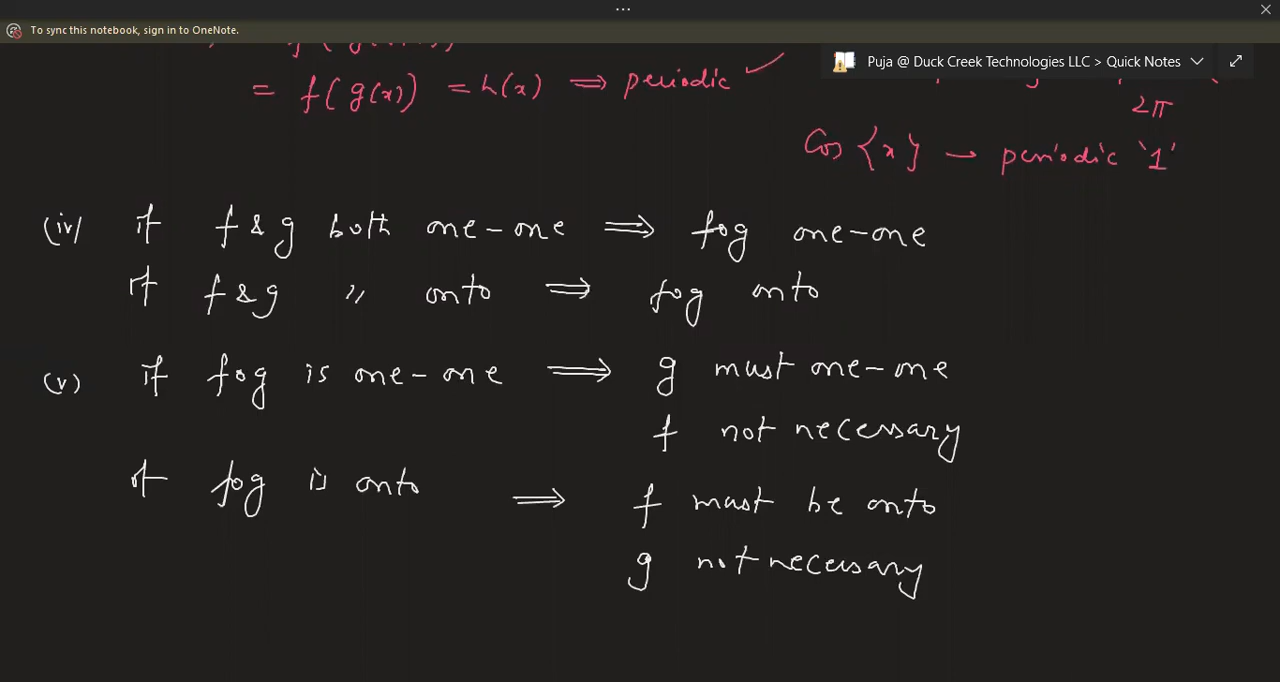 ...
To sync this notebook, sign in to OneNote.
Puja @ Duck Creek Technologies LLC > Quick Notes
= f(g(x)) = h(x) ⟹ periodic ✓
2π
Cos {x} → periodic '1'
(iv) if f & g both one-one ⟹ fog one-one
if f & g " onto ⟹ fog onto
(v) if fog is one-one ⟹ g must one-one
f not necessary
if fog is onto ⟹ f must be onto
g not necessary